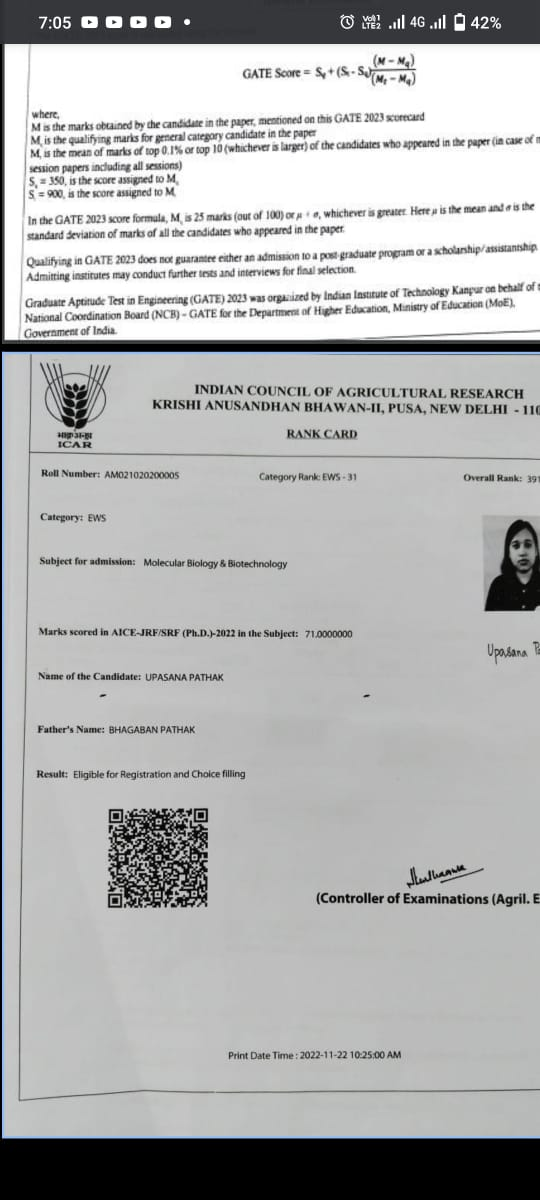 7:05
Vo)) 1
LTE2
4G
42%
GATE Score = Sq + (St - Sq) (M - Mq) / (Mt - Mq)
where,
M is the marks obtained by the candidate in the paper, mentioned on this GATE 2023 scorecard
Mq is the qualifying marks for general category candidate in the paper
Mt is the mean of marks of top 0.1% or top 10 (whichever is larger) of the candidates who appeared in the paper (in case of
session papers including all sessions)
Sq = 350, is the score assigned to Mq
St = 900, is the score assigned to Mt
In the GATE 2023 score formula, Mq is 25 marks (out of 100) or μ + σ, whichever is greater. Here μ is the mean and σ is the
standard deviation of marks of all the candidates who appeared in the paper.
Qualifying in GATE 2023 does not guarantee either an admission to a post-graduate program or a scholarship/assistantship.
Admitting institutes may conduct further tests and interviews for final selection.
Graduate Aptitude Test in Engineering (GATE) 2023 was organized by Indian Institute of Technology Kanpur on behalf of
National Coordination Board (NCB) - GATE for the Department of Higher Education, Ministry of Education (MoE),
Government of India.
INDIAN COUNCIL OF AGRICULTURAL RESEARCH
KRISHI ANUSANDHAN BHAWAN-II, PUSA, NEW DELHI - 110
भाकृअनुप
ICAR
RANK CARD
Roll Number: AM0210202000​05 Category Rank: EWS - 31 Overall Rank: 391
Category: EWS
Subject for admission: Molecular Biology & Biotechnology
Marks scored in AICE-JRF/SRF (Ph.D.)-2022 in the Subject: 71.0000000
Upasana
Name of the Candidate: UPASANA PATHAK
Father's Name: BHAGABAN PATHAK
Result: Eligible for Registration and Choice filling
(Controller of Examinations (Agril. E
Print Date Time : 2022-11-22 10:25:00 AM